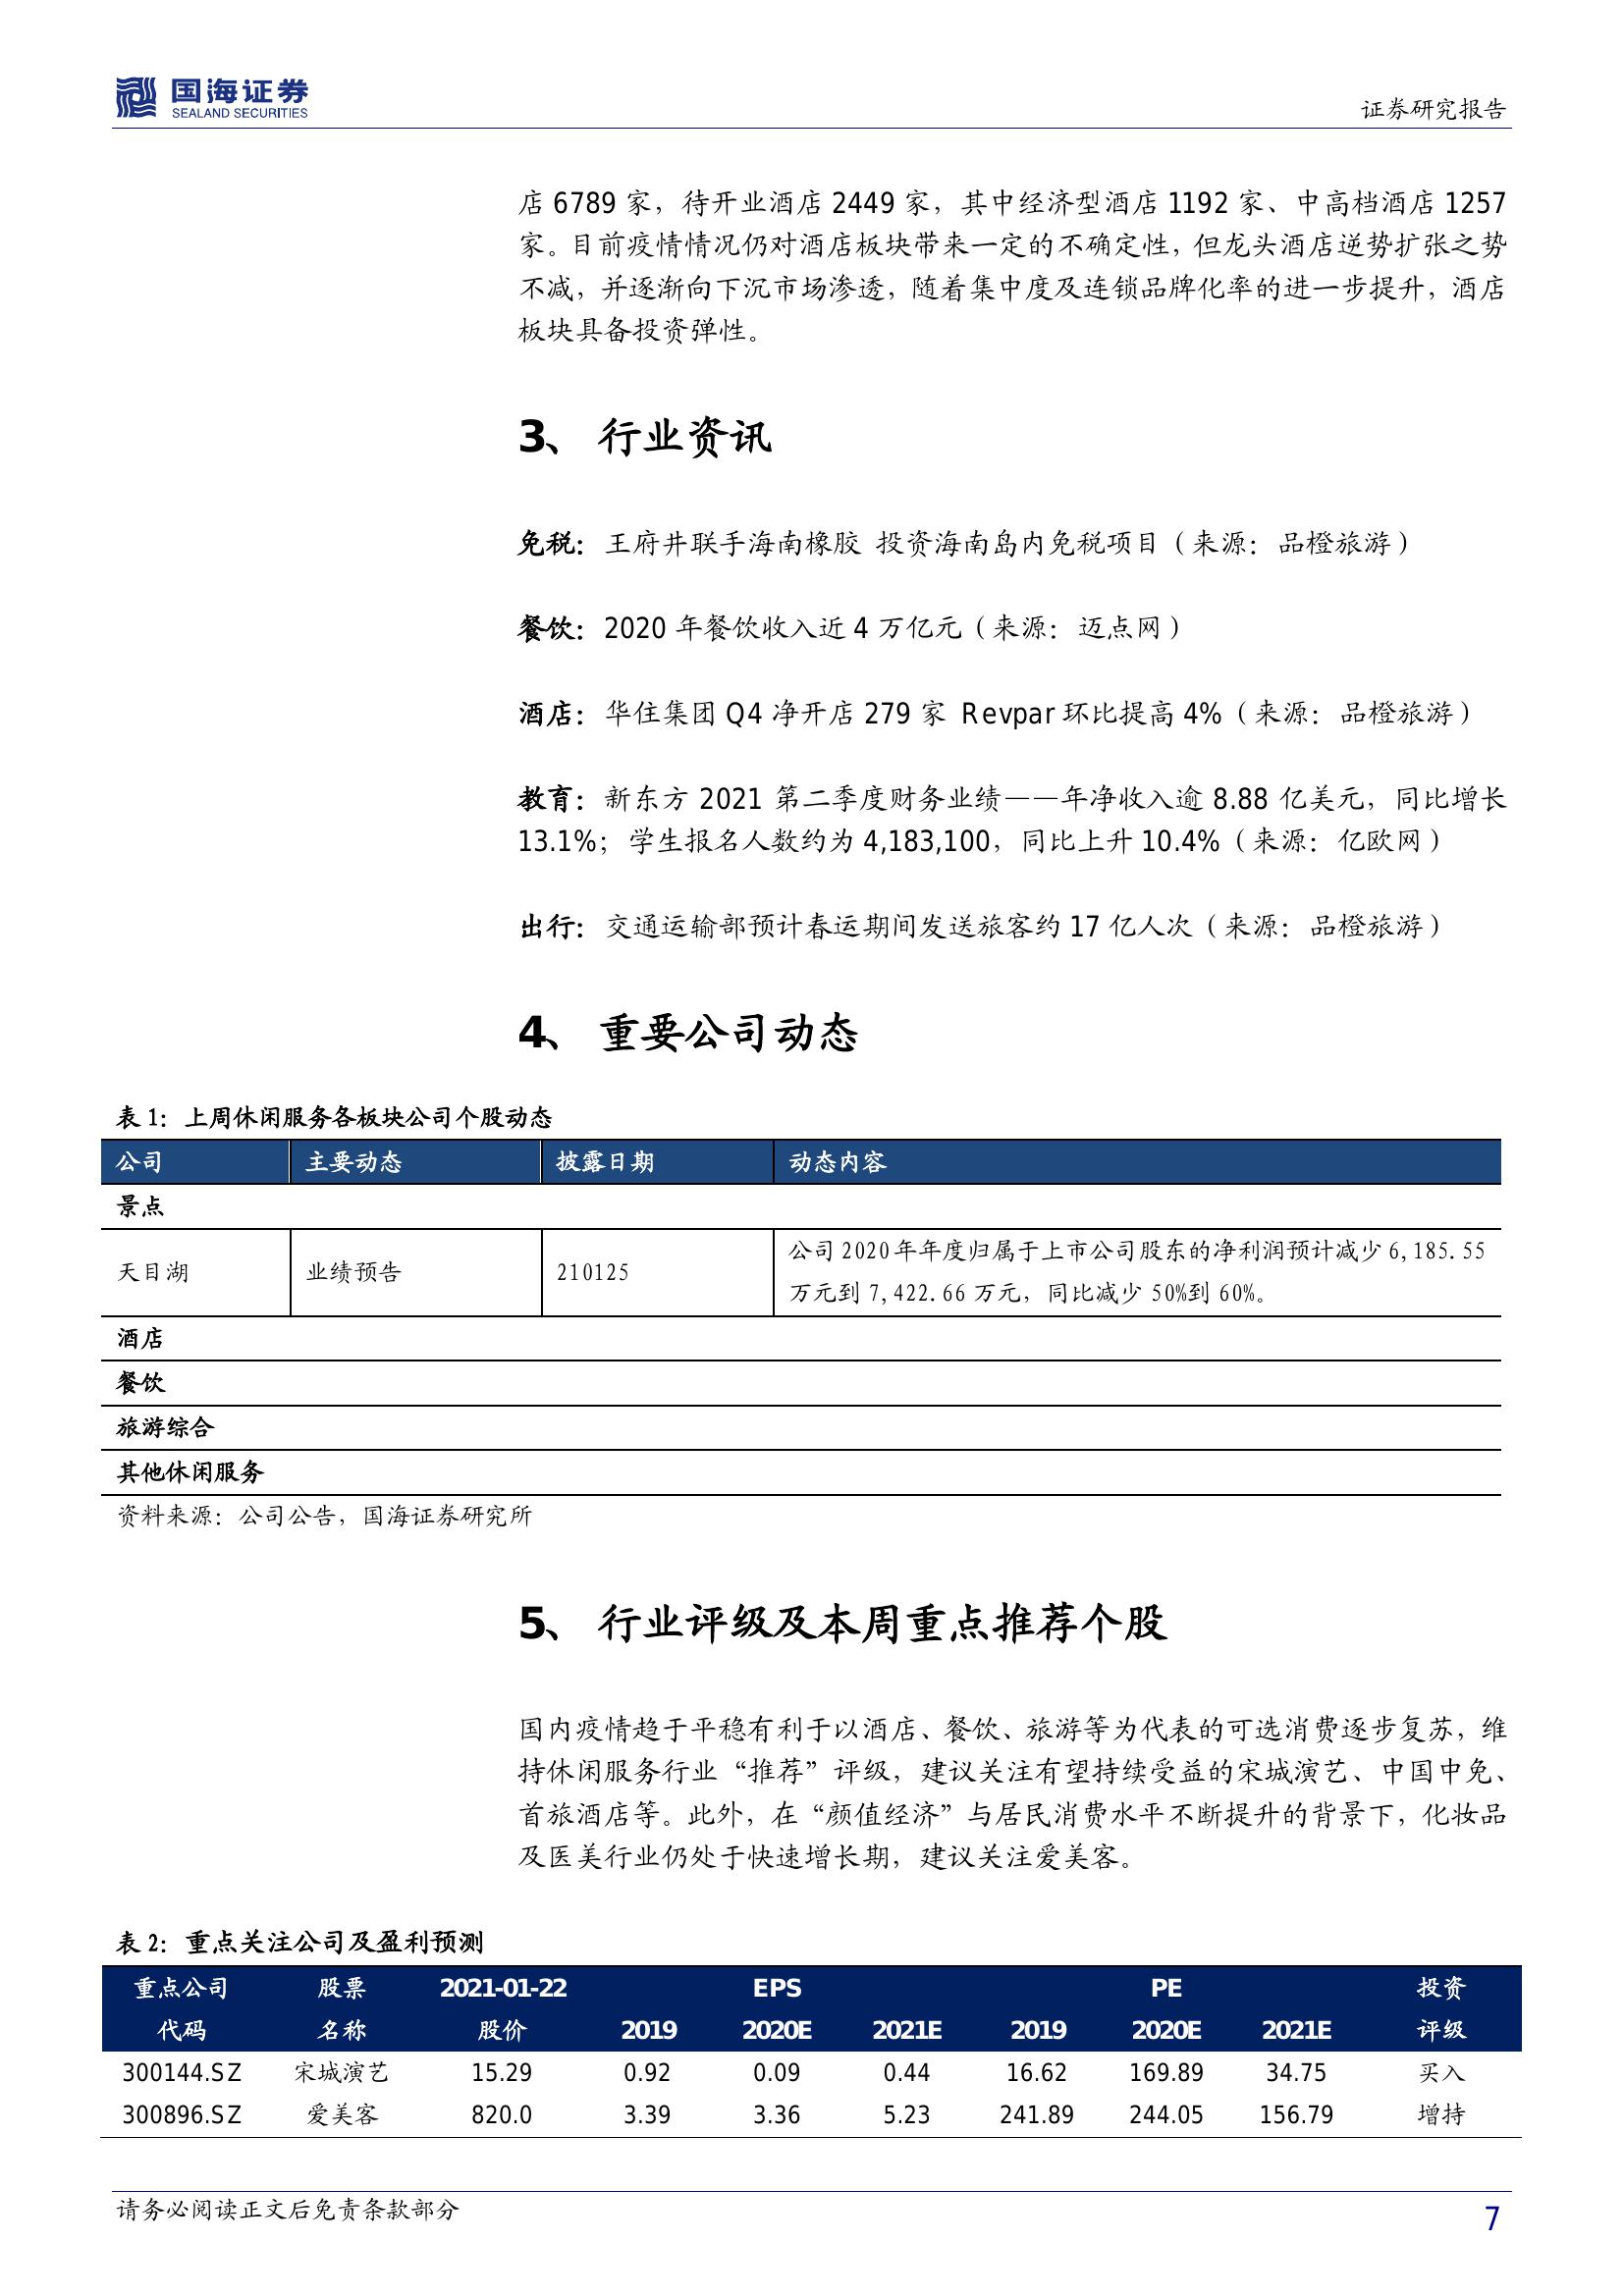 国海证券
SEALAND SECURITIES
证券研究报告
店 6789 家，待开业酒店 2449 家，其中经济型酒店 1192 家、中高档酒店 1257
家。目前疫情情况仍对酒店板块带来一定的不确定性，但龙头酒店逆势扩张之势
不减，并逐渐向下沉市场渗透，随着集中度及连锁品牌化率的进一步提升，酒店
板块具备投资弹性。
3、 行业资讯
免税：王府井联手海南橡胶 投资海南岛内免税项目（来源：品橙旅游）
餐饮：2020 年餐饮收入近 4 万亿元（来源：迈点网）
酒店：华住集团 Q4 净开店 279 家 Revpar 环比提高 4%（来源：品橙旅游）
教育：新东方 2021 第二季度财务业绩——年净收入逾 8.88 亿美元，同比增长
13.1%；学生报名人数约为 4,183,100，同比上升 10.4%（来源：亿欧网）
出行：交通运输部预计春运期间发送旅客约 17 亿人次（来源：品橙旅游）
4、 重要公司动态
表 1：上周休闲服务各板块公司个股动态
公司 主要动态 披露日期 动态内容
景点
天目湖 业绩预告 210125 公司 2020 年年度归属于上市公司股东的净利润预计减少 6,185.55
万元到 7,422.66 万元，同比减少 50%到 60%。
酒店
餐饮
旅游综合
其他休闲服务
资料来源：公司公告，国海证券研究所
5、 行业评级及本周重点推荐个股
国内疫情趋于平稳有利于以酒店、餐饮、旅游等为代表的可选消费逐步复苏，维
持休闲服务行业“推荐”评级，建议关注有望持续受益的宋城演艺、中国中免、
首旅酒店等。此外，在“颜值经济”与居民消费水平不断提升的背景下，化妆品
及医美行业仍处于快速增长期，建议关注爱美客。
表 2：重点关注公司及盈利预测
重点公司 股票 2021-01-22 EPS PE 投资
代码 名称 股价 2019 2020E 2021E 2019 2020E 2021E 评级
300144.SZ 宋城演艺 15.29 0.92 0.09 0.44 16.62 169.89 34.75 买入
300896.SZ 爱美客 820.0 3.39 3.36 5.23 241.89 244.05 156.79 增持
请务必阅读正文后免责条款部分
7